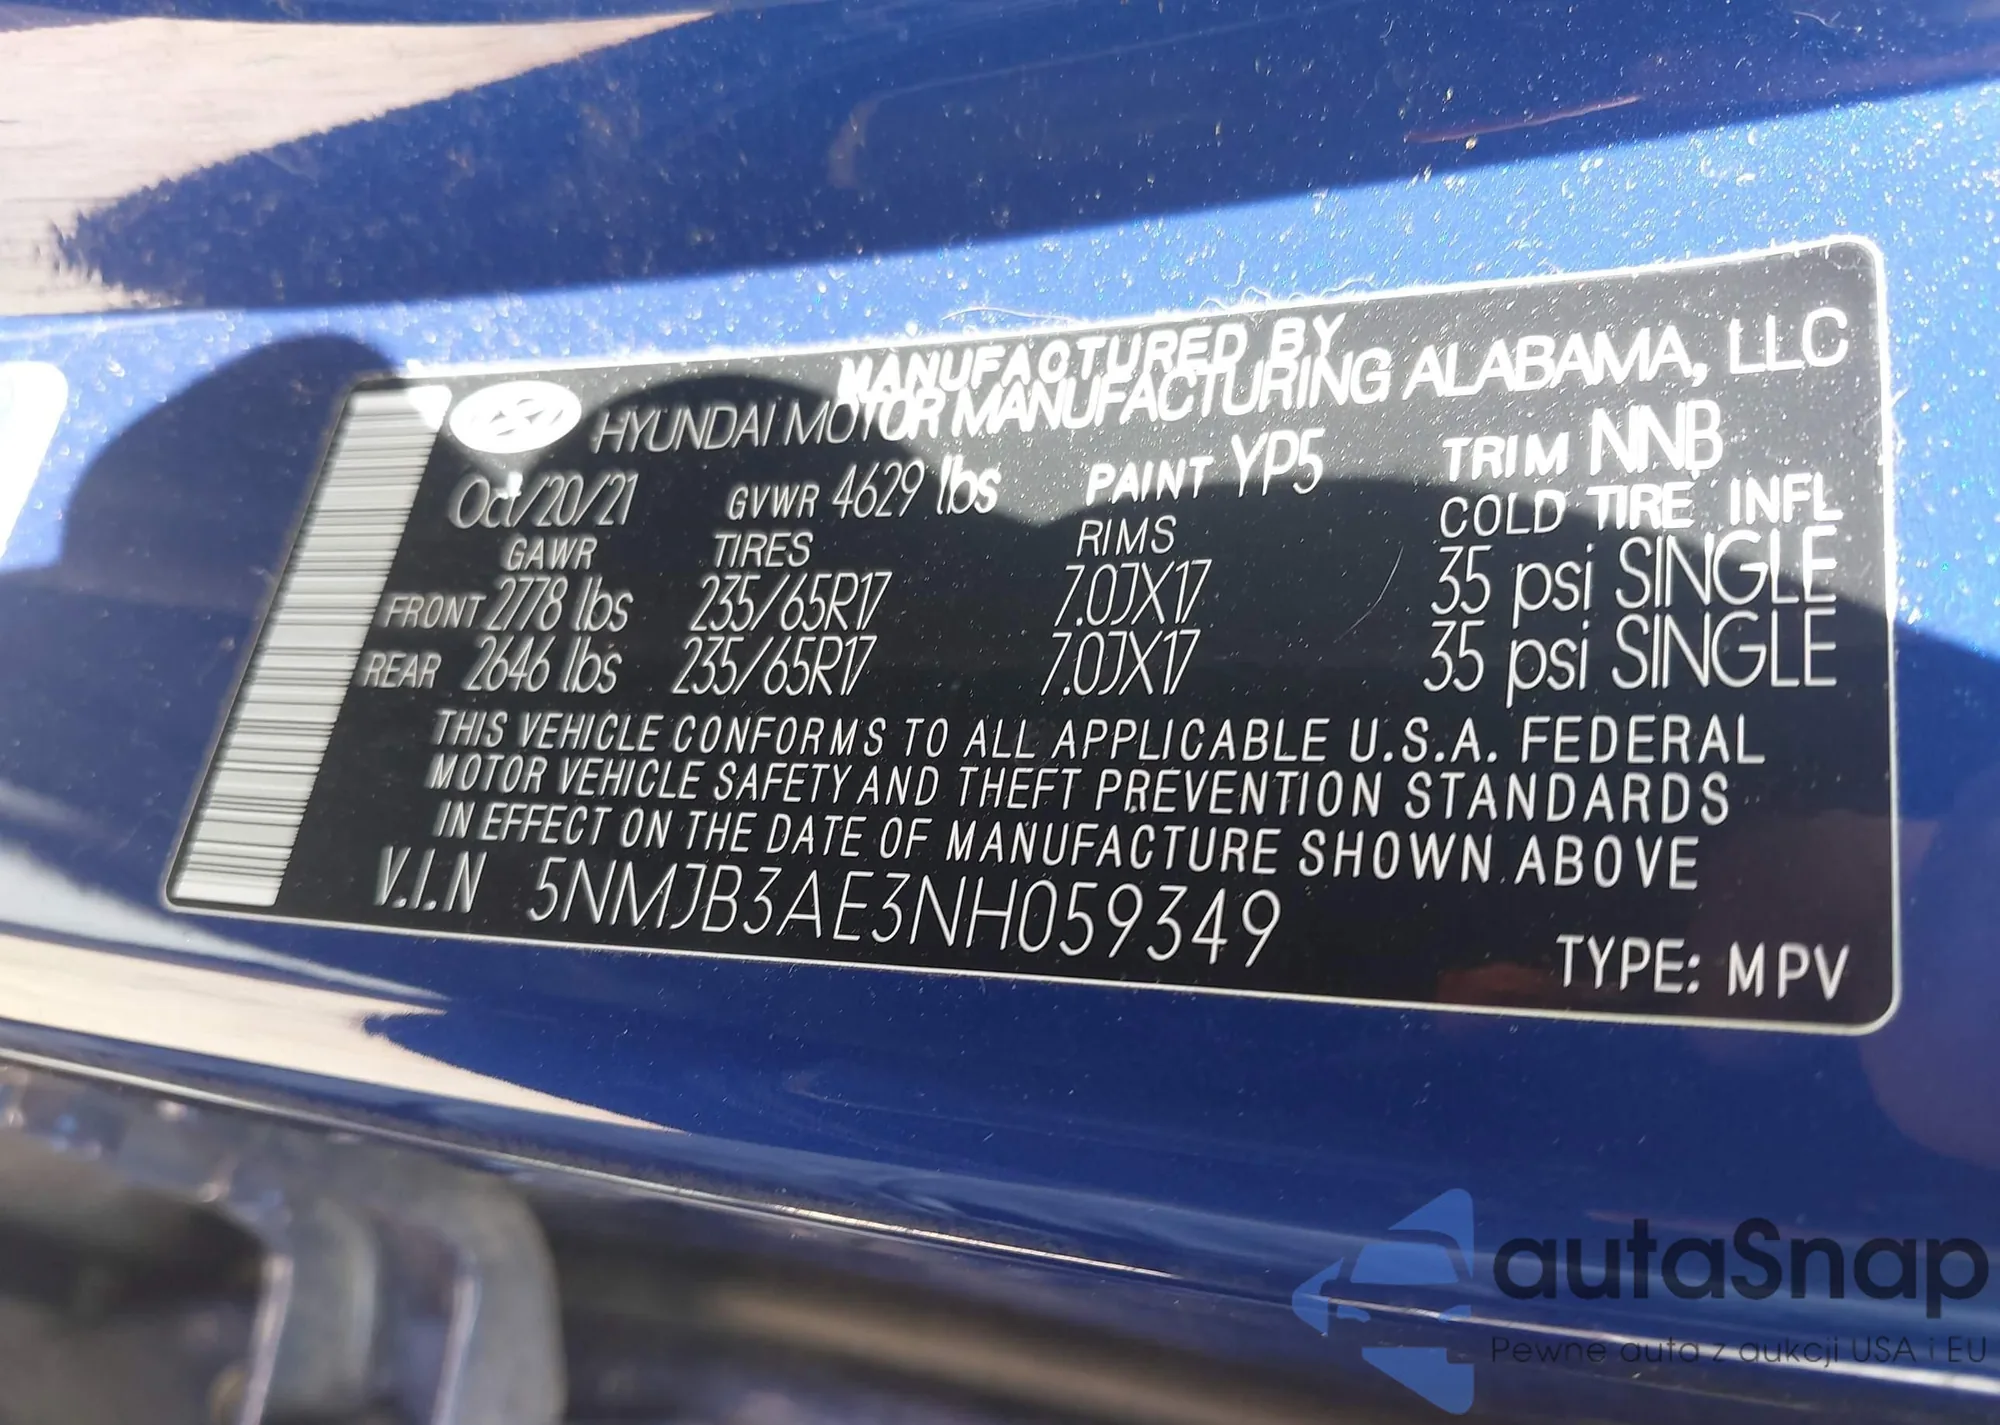 MANUFACTURED BY
HYUNDAI MOTOR MANUFACTURING ALABAMA, LLC
Oct/20/21 GVWR 4629 lbs PAINT YP5 TRIM NNB
GAWR TIRES RIMS COLD TIRE INFL
FRONT 2778 lbs 235/65R17 7.0JX17 35 psi SINGLE
REAR 2646 lbs 235/65R17 7.0JX17 35 psi SINGLE
THIS VEHICLE CONFORMS TO ALL APPLICABLE U.S.A. FEDERAL
MOTOR VEHICLE SAFETY AND THEFT PREVENTION STANDARDS
IN EFFECT ON THE DATE OF MANUFACTURE SHOWN ABOVE
V.I.N 5NMJB3AE3NH059349
TYPE: MPV
autaSnap
Pewne auta z aukcji USA i EU